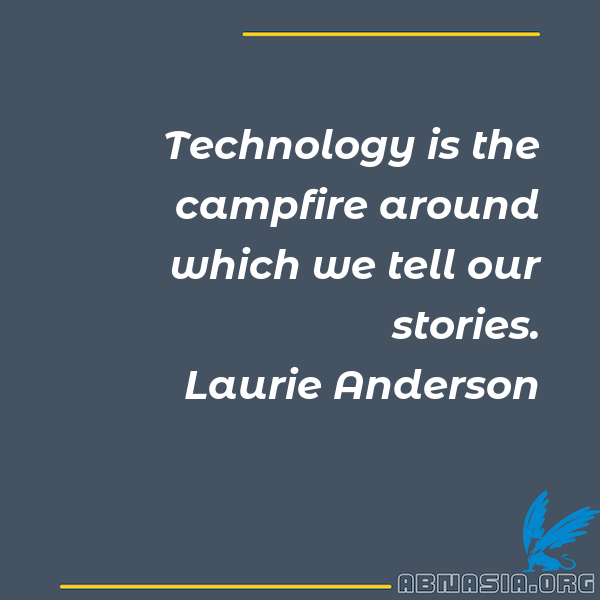 Technology is the
campfire around
which we tell our
stories.
Laurie Anderson
ABNASIA.ORG